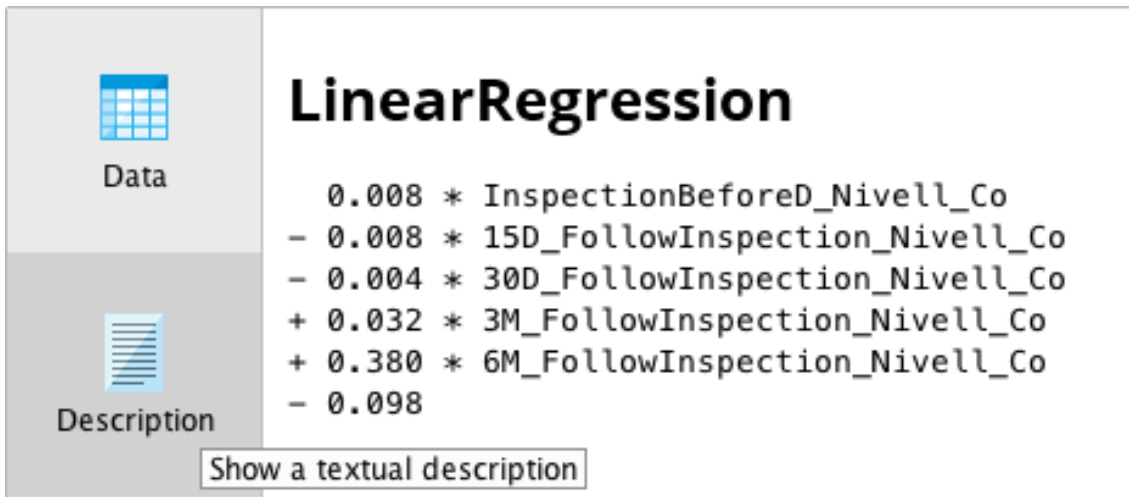 Data
Description
LinearRegression
0.008 * InspectionBeforeD_Nivell_Co
- 0.008 * 15D_FollowInspection_Nivell_Co
- 0.004 * 30D_FollowInspection_Nivell_Co
+ 0.032 * 3M_FollowInspection_Nivell_Co
+ 0.380 * 6M_FollowInspection_Nivell_Co
- 0.098
Show a textual description